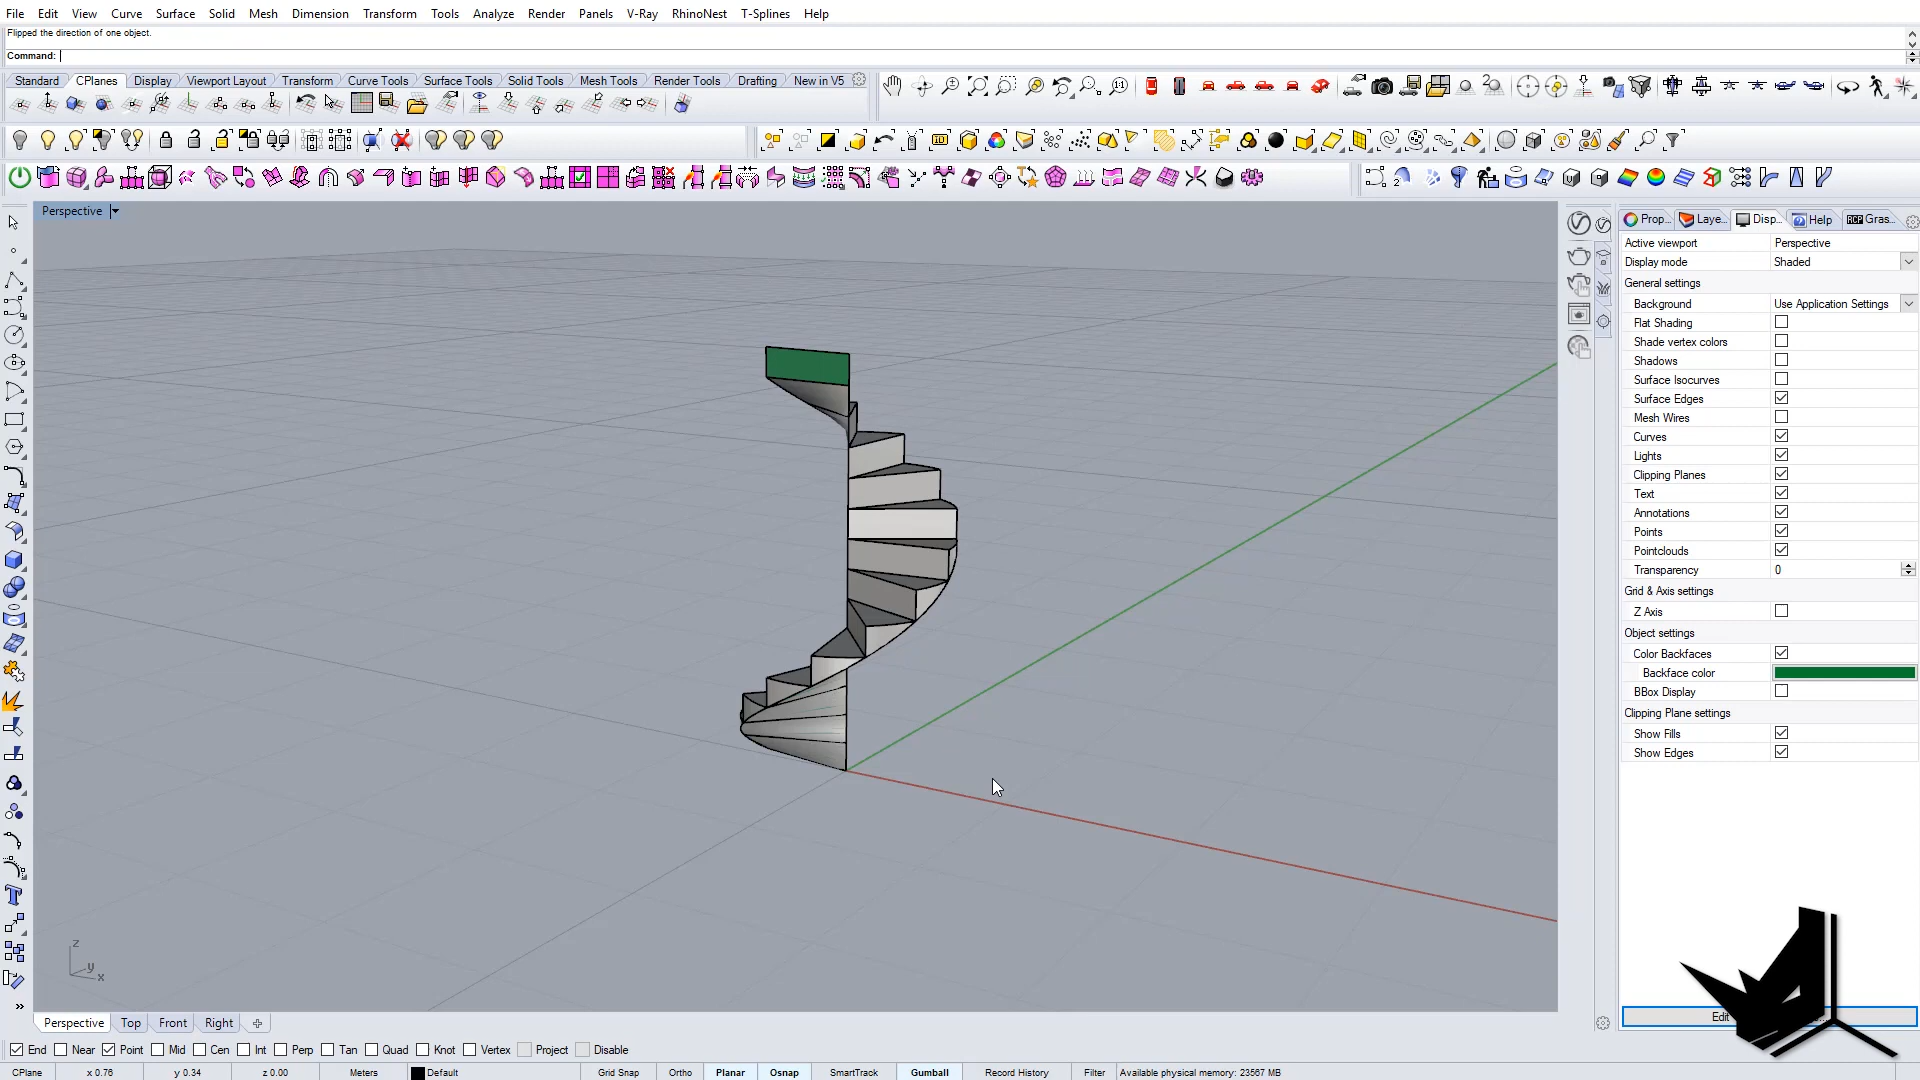 File Edit View Curve Surface Solid Mesh Dimension Transform Tools Analyze Render Panels V-Ray RhinoNest T-Splines Help
Flipped the direction of one object.
Command:
Standard CPlanes Display Viewport Layout Transform Curve Tools Surface Tools Solid Tools Mesh Tools Render Tools Drafting New in V5
Perspective
Prop... Laye... Disp... Help RCP Gras...
Active viewport Perspective
Display mode Shaded
General settings
Background Use Application Settings
Flat Shading
Shade vertex colors
Shadows
Surface Isocurves
Surface Edges
Mesh Wires
Curves
Lights
Clipping Planes
Text
Annotations
Points
Pointclouds
Transparency 0
Grid & Axis settings
Z Axis
Object settings
Color Backfaces
Backface color
BBox Display
Clipping Plane settings
Show Fills
Show Edges
Edit
z
y
x
Perspective Top Front Right
End Near Point Mid Cen Int Perp Tan Quad Knot Vertex Project Disable
CPlane x 0.76 y 0.34 z 0.00 Meters Default Grid Snap Ortho Planar Osnap SmartTrack Gumball Record History Filter Available physical memory: 23567 MB